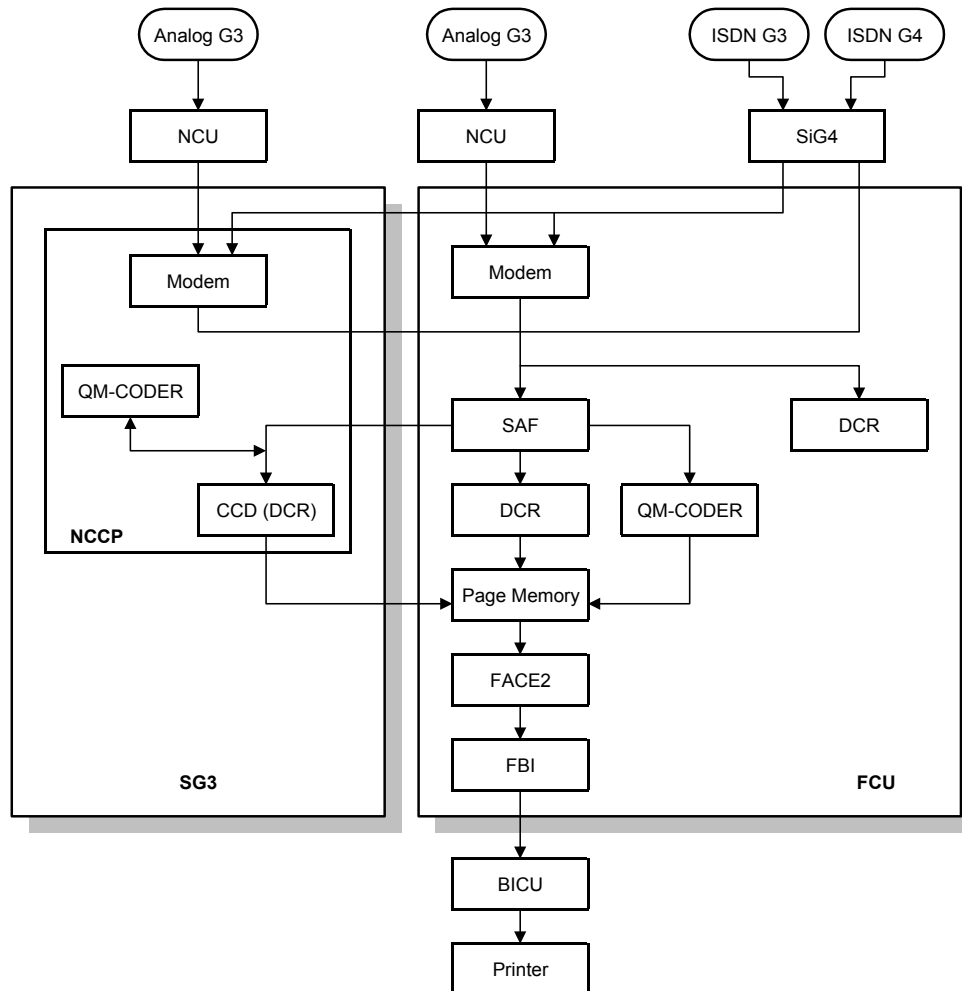 Analog G3
Analog G3
ISDN G3
ISDN G4
NCU
NCU
SiG4
Modem
Modem
QM-CODER
SAF
DCR
CCD (DCR)
DCR
QM-CODER
NCCP
Page Memory
FACE2
FBI
SG3
FCU
BICU
Printer